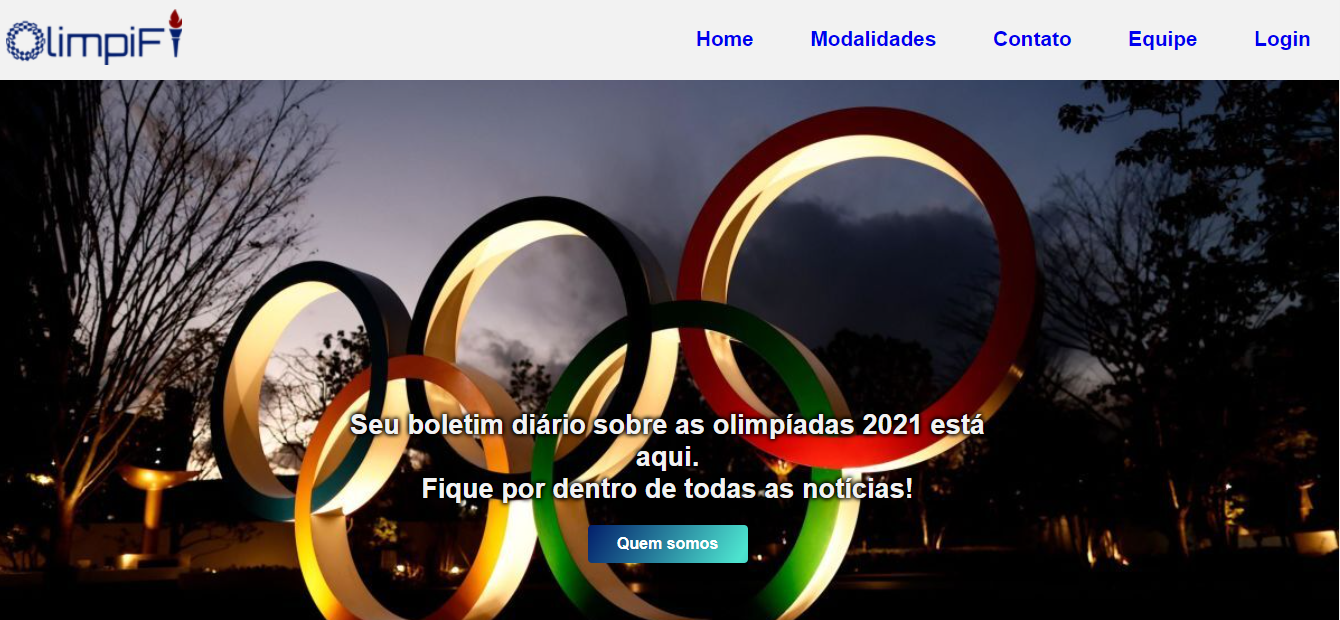 OlimpiFi
Home Modalidades Contato Equipe Login
Seu boletim diário sobre as olimpíadas 2021 está
aqui.
Fique por dentro de todas as notícias!
Quem somos